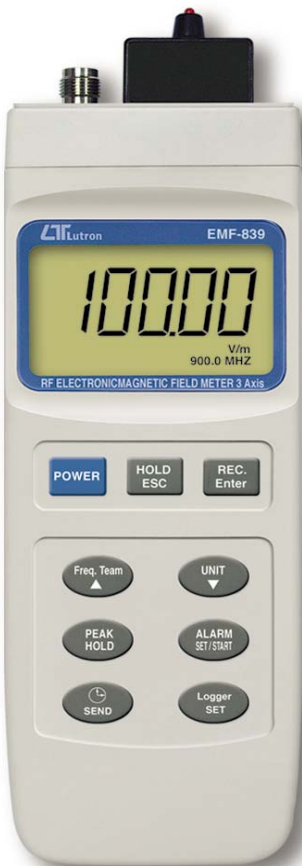 Lutron EMF-839
100.00
V/m
900.0 MHZ
RF ELECTRONICMAGNETIC FIELD METER 3 Axis
POWER
HOLD
ESC
REC.
Enter
Freq. Team
▲
UNIT
▼
PEAK
HOLD
ALARM
SET/START
SEND
Logger
SET